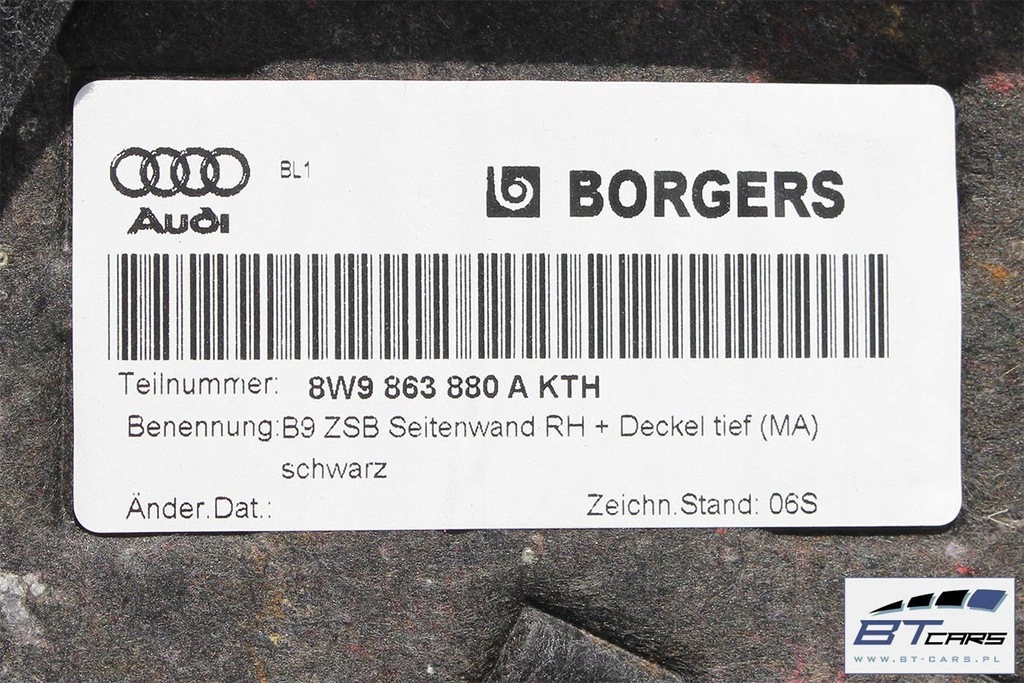 BL1
Audi
BORGERS
Teilnummer: 8W9 863 880 A KTH
Benennung:B9 ZSB Seitenwand RH + Deckel tief (MA)
schwarz
Änder.Dat.:
Zeichn.Stand: 06S
BT CARS
WWW.BT-CARS.PL